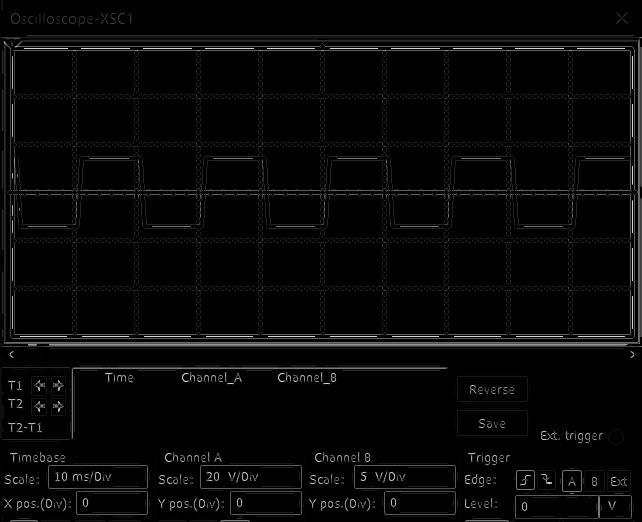 Oscilloscope-XSC1
Time Channel_A Channel_B
T1
T2
T2-T1
Reverse
Save
Ext. trigger
Timebase Channel A Channel B Trigger
Scale: 10 ms/Div Scale: 20 V/Div Scale: 5 V/Div Edge: A B Ext
X pos.(Div): 0 Y pos.(Div): 0 Y pos.(Div): 0 Level: 0 V